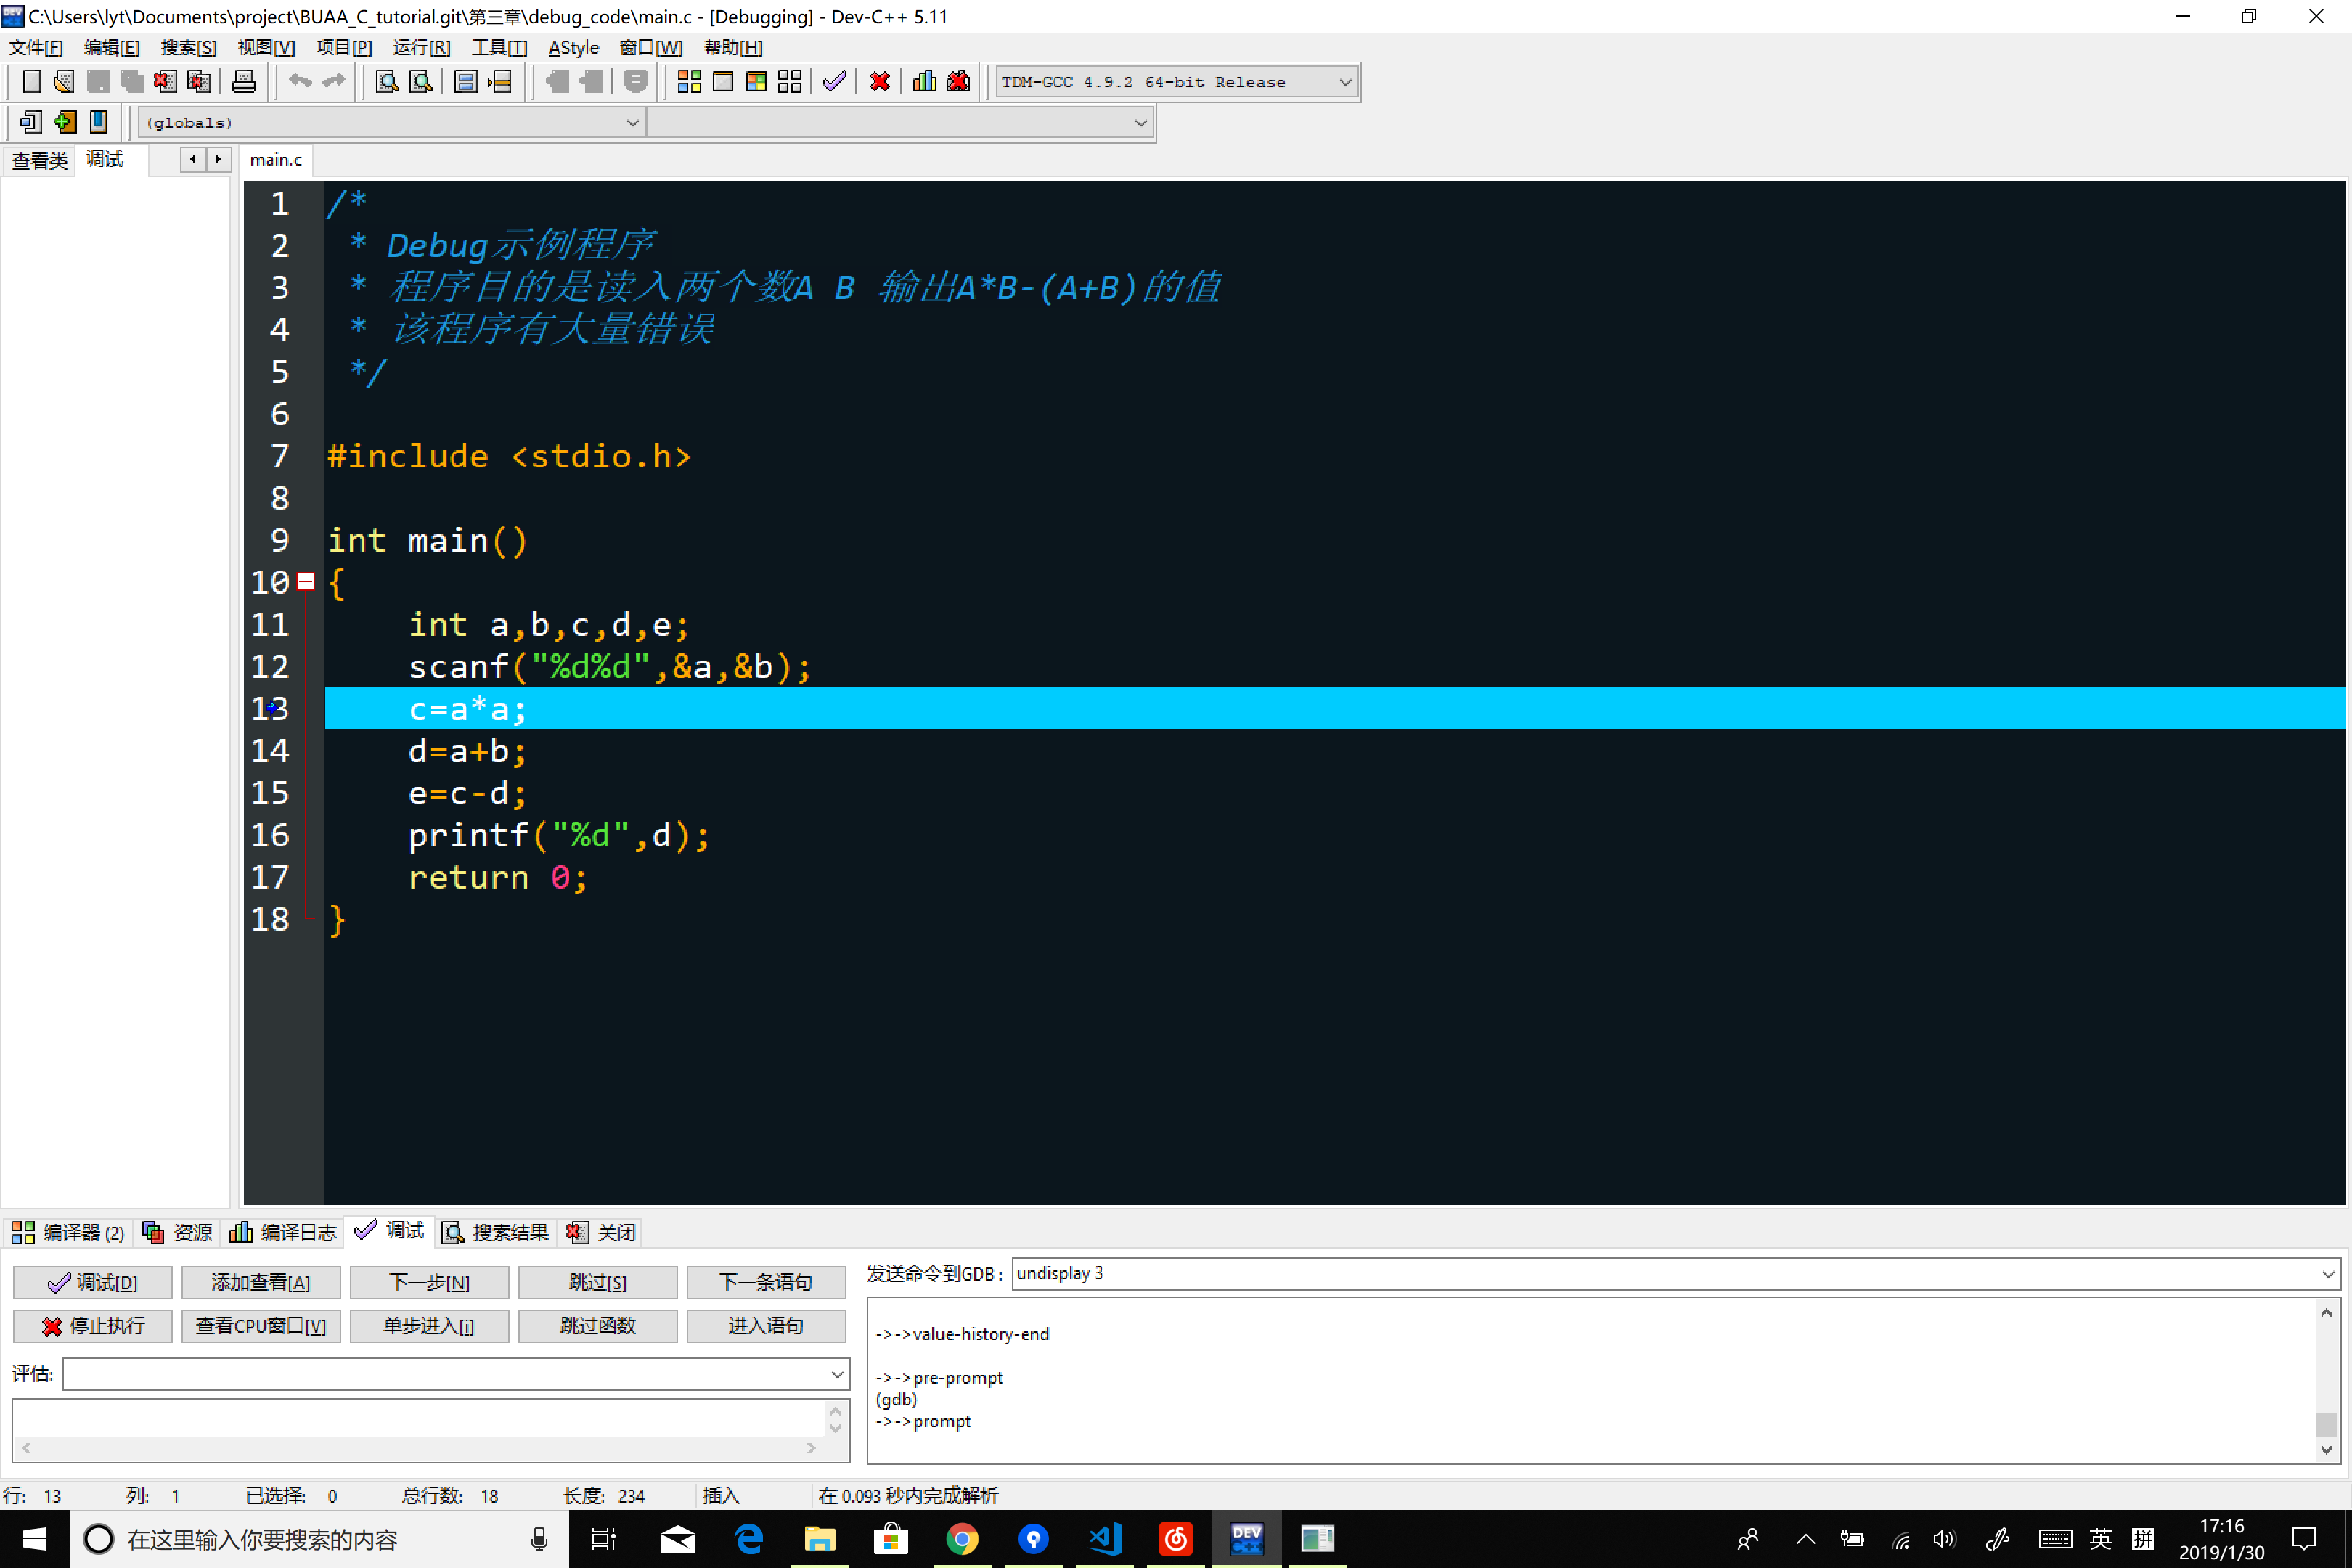 C:\Users\lyt\Documents\project\BUAA_C_tutorial.git\第三章\debug_code\main.c - [Debugging] - Dev-C++ 5.11
文件[F] 编辑[E] 搜索[S] 视图[V] 项目[P] 运行[R] 工具[T] AStyle 窗口[W] 帮助[H]
TDM-GCC 4.9.2 64-bit Release
(globals)
查看类 调试 main.c
1 /*
2 * Debug示例程序
3 * 程序目的是读入两个数A B 输出A*B-(A+B)的值
4 * 该程序有大量错误
5 */
6
7 #include <stdio.h>
8
9 int main()
10 {
11 int a,b,c,d,e;
12 scanf("%d%d",&a,&b);
13 c=a*a;
14 d=a+b;
15 e=c-d;
16 printf("%d",d);
17 return 0;
18 }
编译器 (2) 资源 编译日志 调试 搜索结果 关闭
调试[D] 添加查看[A] 下一步[N] 跳过[S] 下一条语句 发送命令到GDB: undisplay 3
停止执行 查看CPU窗口[V] 单步进入[i] 跳过函数 进入语句
->->value-history-end
评估:
->->pre-prompt
(gdb)
->->prompt
行: 13 列: 1 已选择: 0 总行数: 18 长度: 234 插入 在 0.093 秒内完成解析
在这里输入你要搜索的内容
DEV C++
英 拼
17:16
2019/1/30